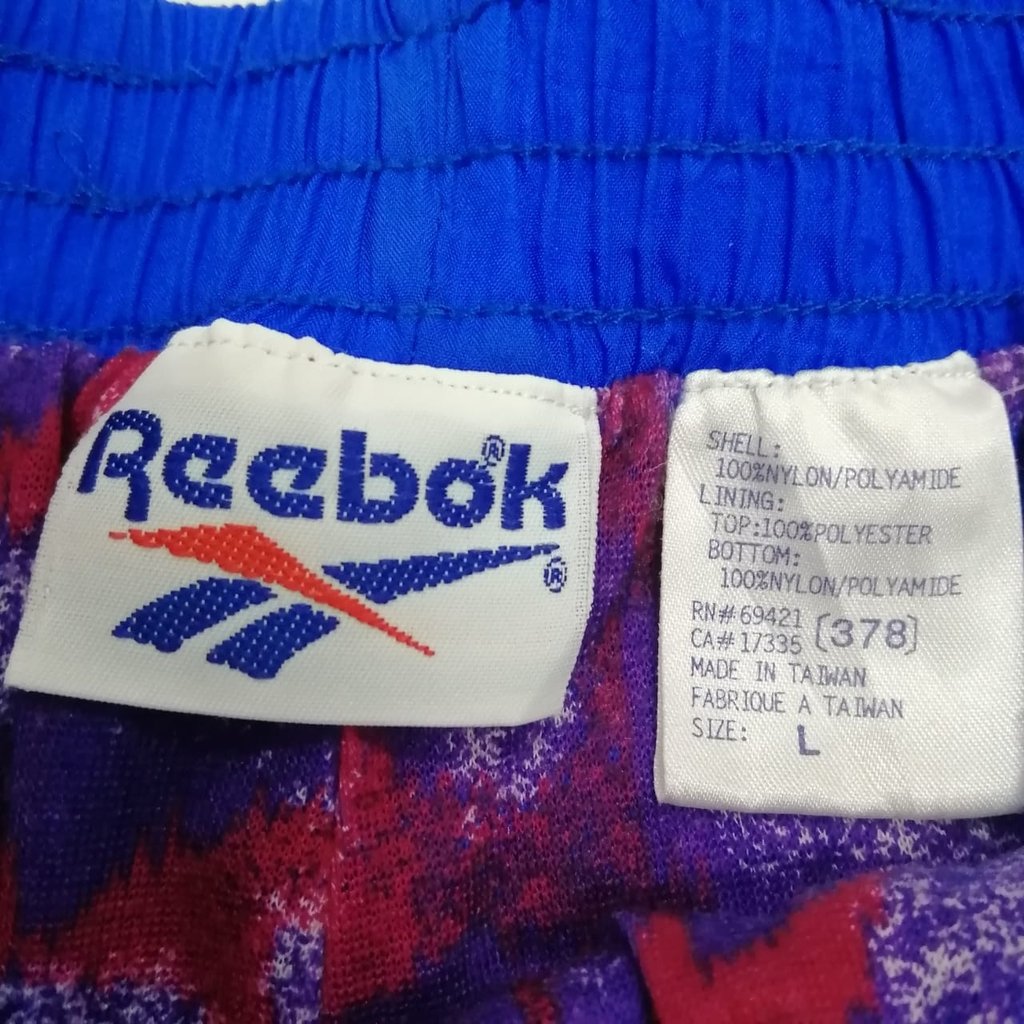 Reebok®
®
SHELL:
100%NYLON/POLYAMIDE
LINING:
TOP:100%POLYESTER
BOTTOM:
100%NYLON/POLYAMIDE
RN#69421
CA#17335 (378)
MADE IN TAIWAN
FABRIQUE A TAIWAN
SIZE: L